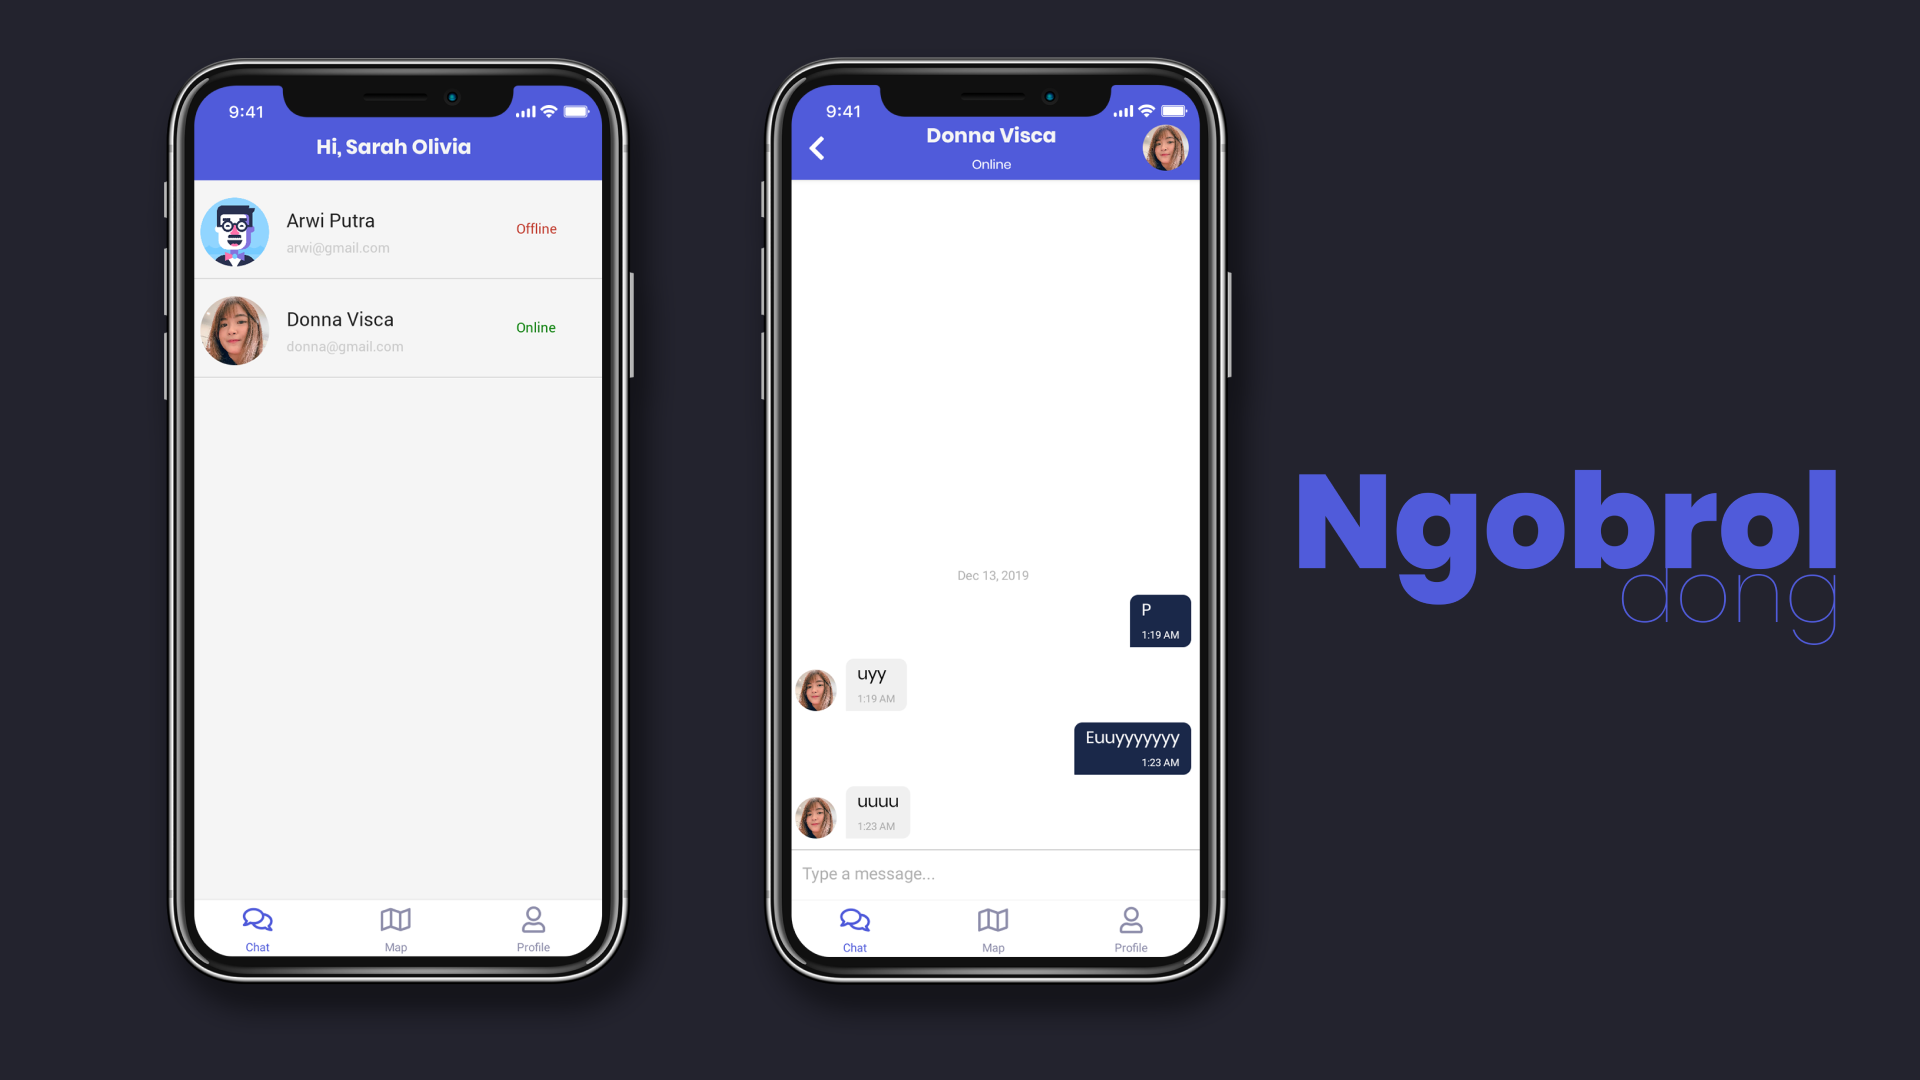 9:41
Hi, Sarah Olivia
Arwi Putra
arwi@gmail.com
Offline
Donna Visca
donna@gmail.com
Online
Chat
Map
Profile
9:41
Donna Visca
Online
Dec 13, 2019
P
1:19 AM
uyy
1:19 AM
Euuyyyyyyy
1:23 AM
uuuu
1:23 AM
Type a message...
Chat
Map
Profile
Ngobrol
dong